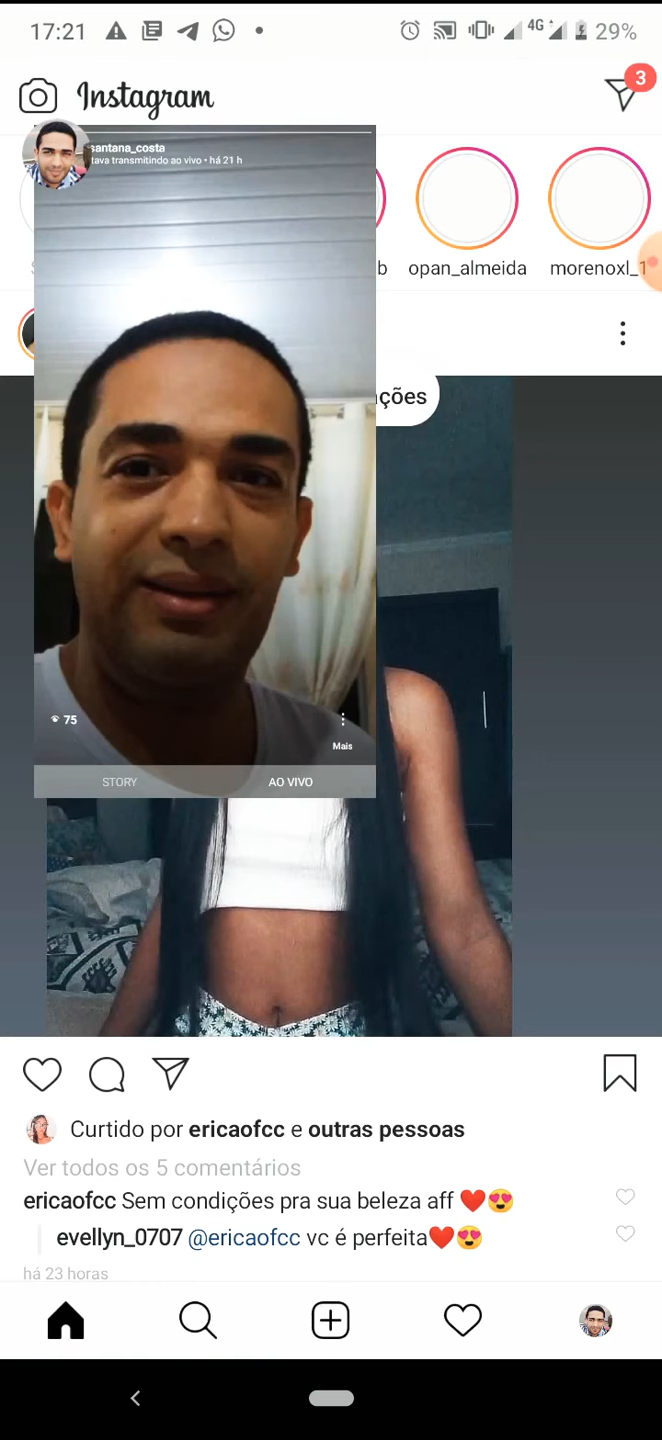 17:21
4G
29%
Instagram
3
santana_costa
tava transmitindo ao vivo • há 21 h
b
opan_almeida
morenoxl_1
ções
75
Mais
STORY
AO VIVO
Curtido por ericaofcc e outras pessoas
Ver todos os 5 comentários
ericaofcc Sem condições pra sua beleza aff ❤️😍
evellyn_0707 @ericaofcc vc é perfeita❤️😍
há 23 horas